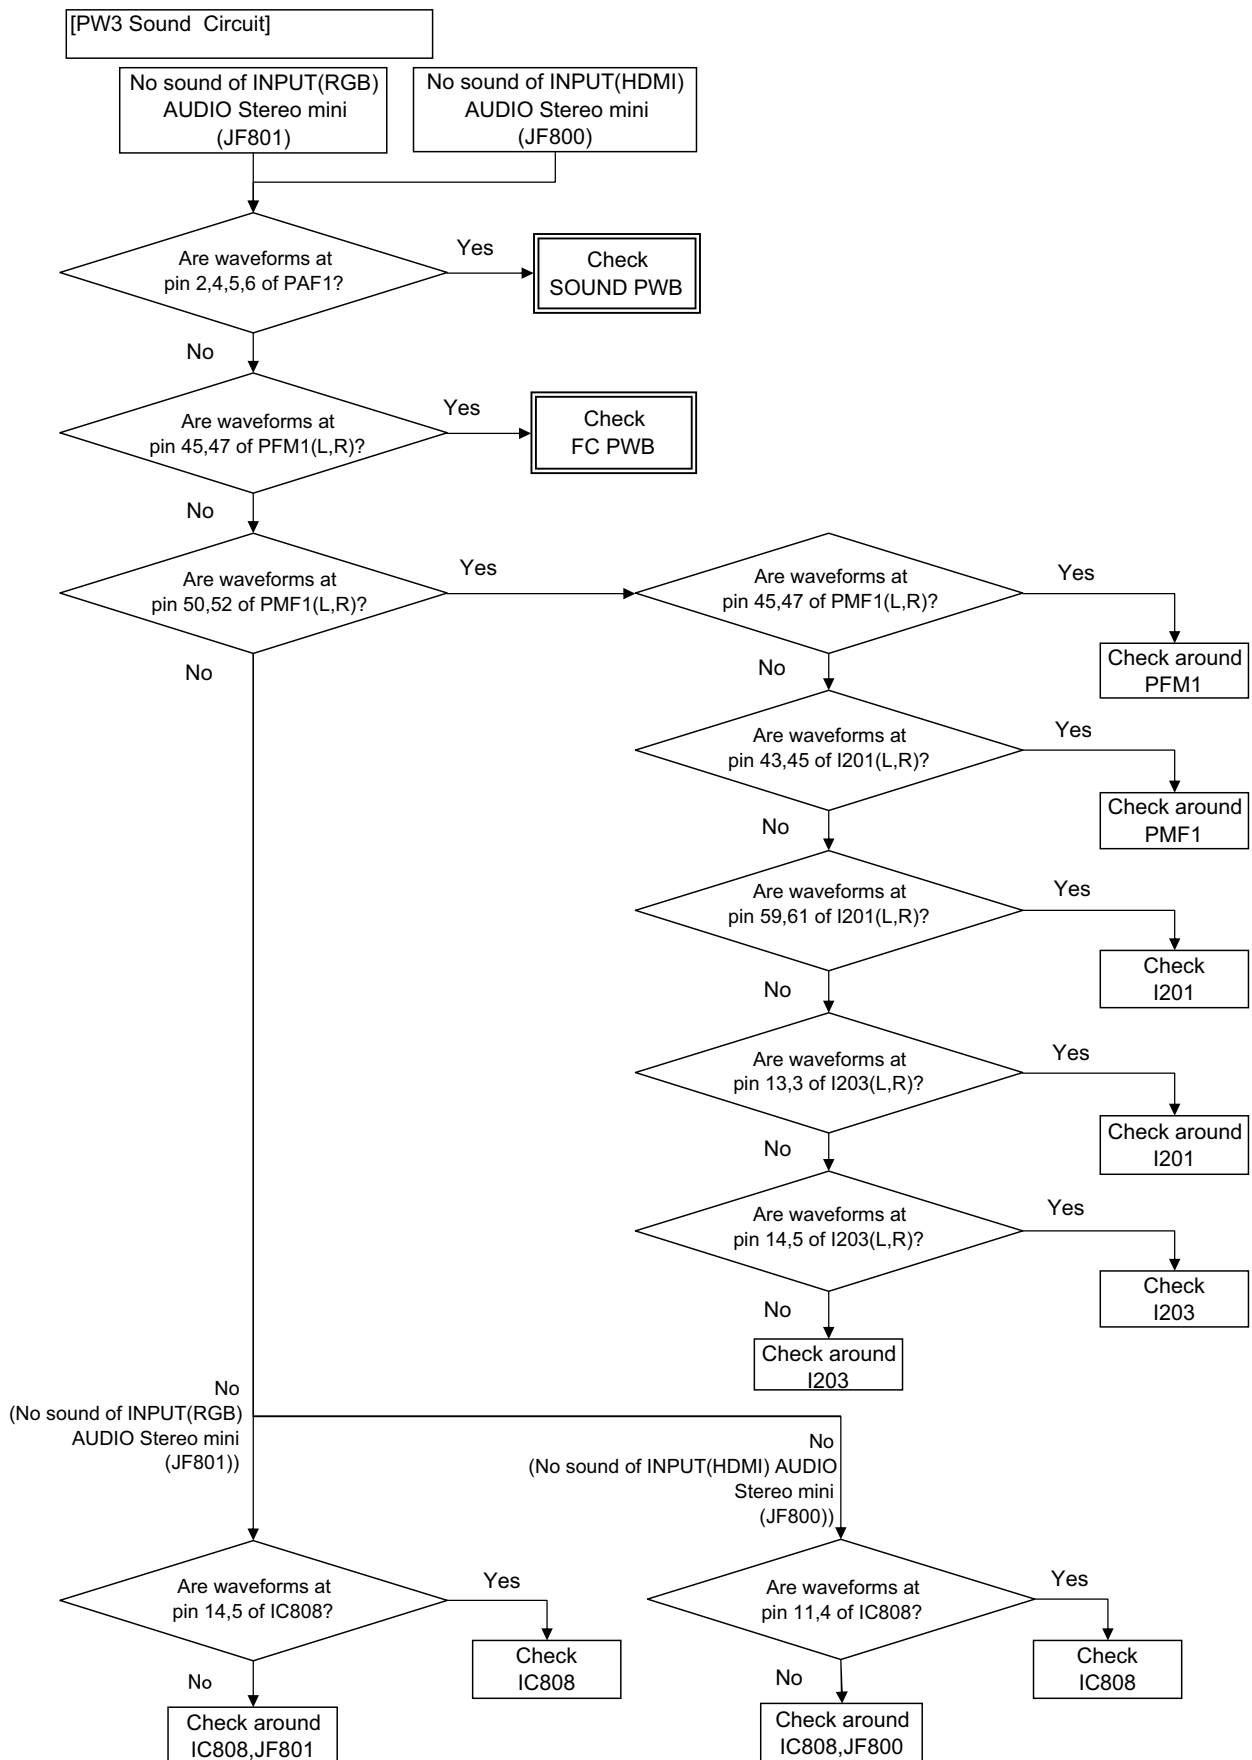 [PW3 Sound  Circuit]
No sound of INPUT(RGB)
AUDIO Stereo mini
(JF801)
No sound of INPUT(HDMI)
AUDIO Stereo mini
(JF800)
Are waveforms at
pin 2,4,5,6 of PAF1?
Yes
Check
SOUND PWB
No
Are waveforms at
pin 45,47 of PFM1(L,R)?
Yes
Check
FC PWB
No
Are waveforms at
pin 50,52 of PMF1(L,R)?
Yes
Are waveforms at
pin 45,47 of PMF1(L,R)?
Yes
Check around
PFM1
No
No
Are waveforms at
pin 43,45 of I201(L,R)?
Yes
Check around
PMF1
No
Are waveforms at
pin 59,61 of I201(L,R)?
Yes
Check
I201
No
Are waveforms at
pin 13,3 of I203(L,R)?
Yes
Check around
I201
No
Are waveforms at
pin 14,5 of I203(L,R)?
Yes
Check
I203
No
Check around
I203
No
(No sound of INPUT(RGB)
AUDIO Stereo mini
(JF801))
No
(No sound of INPUT(HDMI) AUDIO
Stereo mini
(JF800))
Are waveforms at
pin 14,5 of IC808?
Yes
Check
IC808
No
Check around
IC808,JF801
Are waveforms at
pin 11,4 of IC808?
Yes
Check
IC808
No
Check around
IC808,JF800